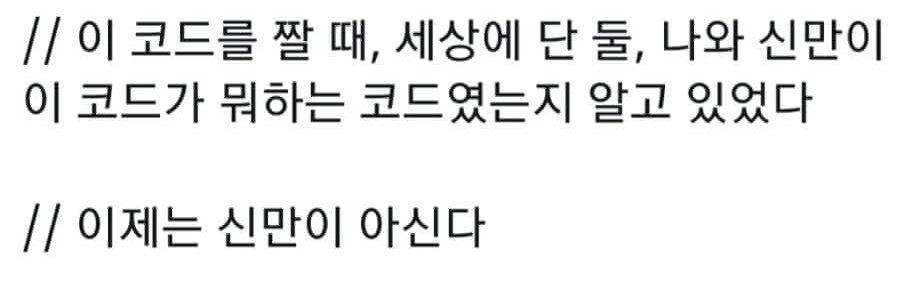 // 이 코드를 짤 때, 세상에 단 둘, 나와 신만이
이 코드가 뭐하는 코드였는지 알고 있었다
// 이제는 신만이 아신다